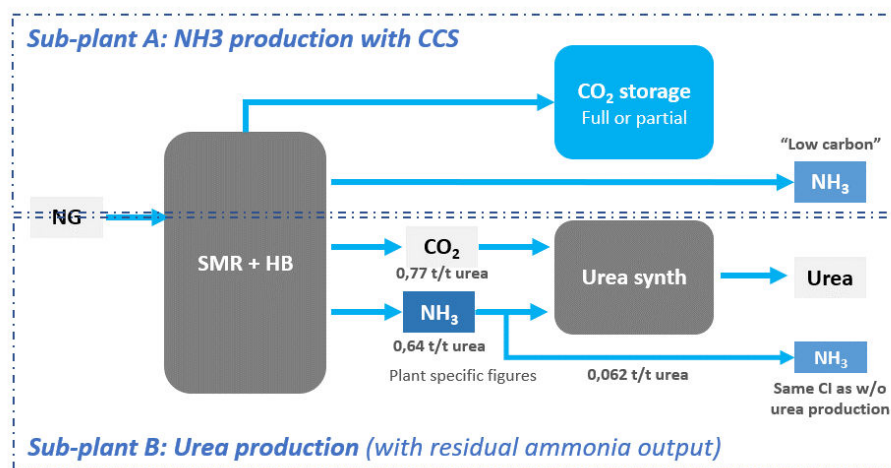 Sub-plant A: NH3 production with CCS
CO₂ storage
Full or partial
“Low carbon”
NH₃
NG
SMR + HB
CO₂
0,77 t/t urea
NH₃
0,64 t/t urea
Plant specific figures
Urea synth
0,062 t/t urea
Urea
NH₃
Same CI as w/o
urea production
Sub-plant B: Urea production (with residual ammonia output)